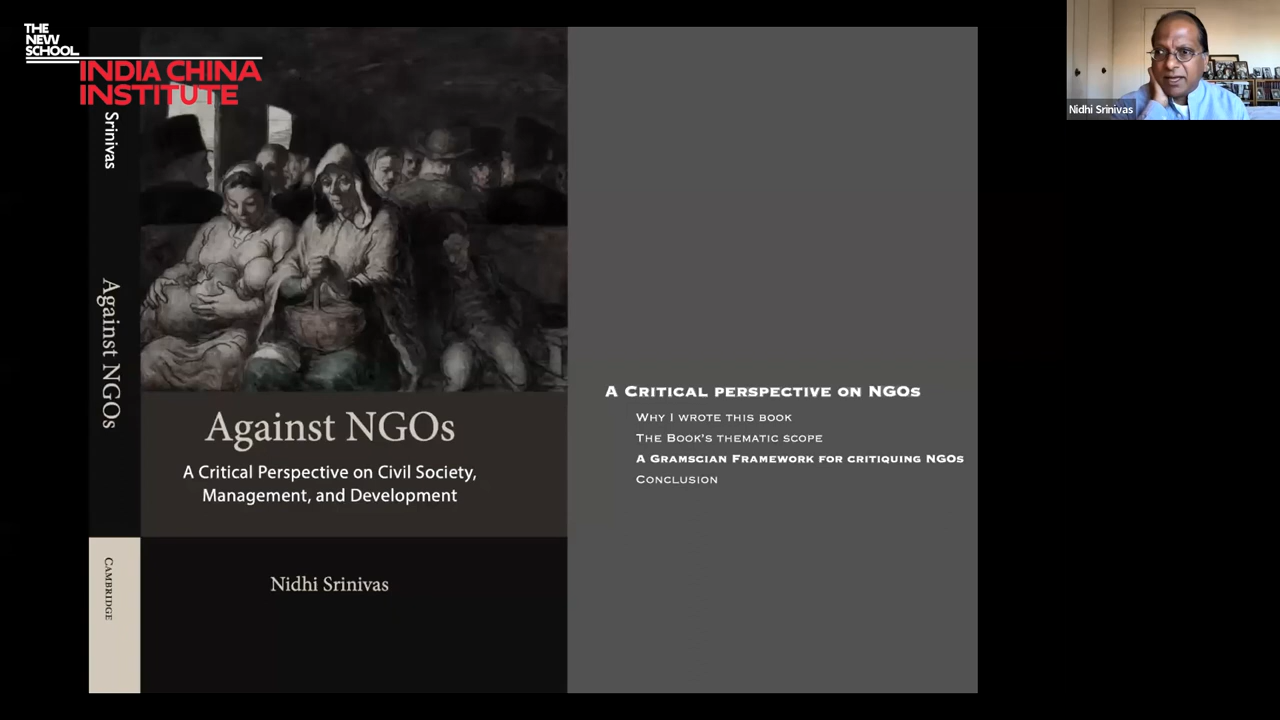 THE
NEW
SCHOOL
INDIA CHINA
INSTITUTE
Srinivas
Against NGOs
CAMBRIDGE
Against NGOs
A Critical Perspective on Civil Society,
Management, and Development
Nidhi Srinivas
A Critical perspective on NGOs
Why I wrote this book
The Book's thematic scope
A Gramscian Framework for critiquing NGOs
Conclusion
Nidhi Srinivas